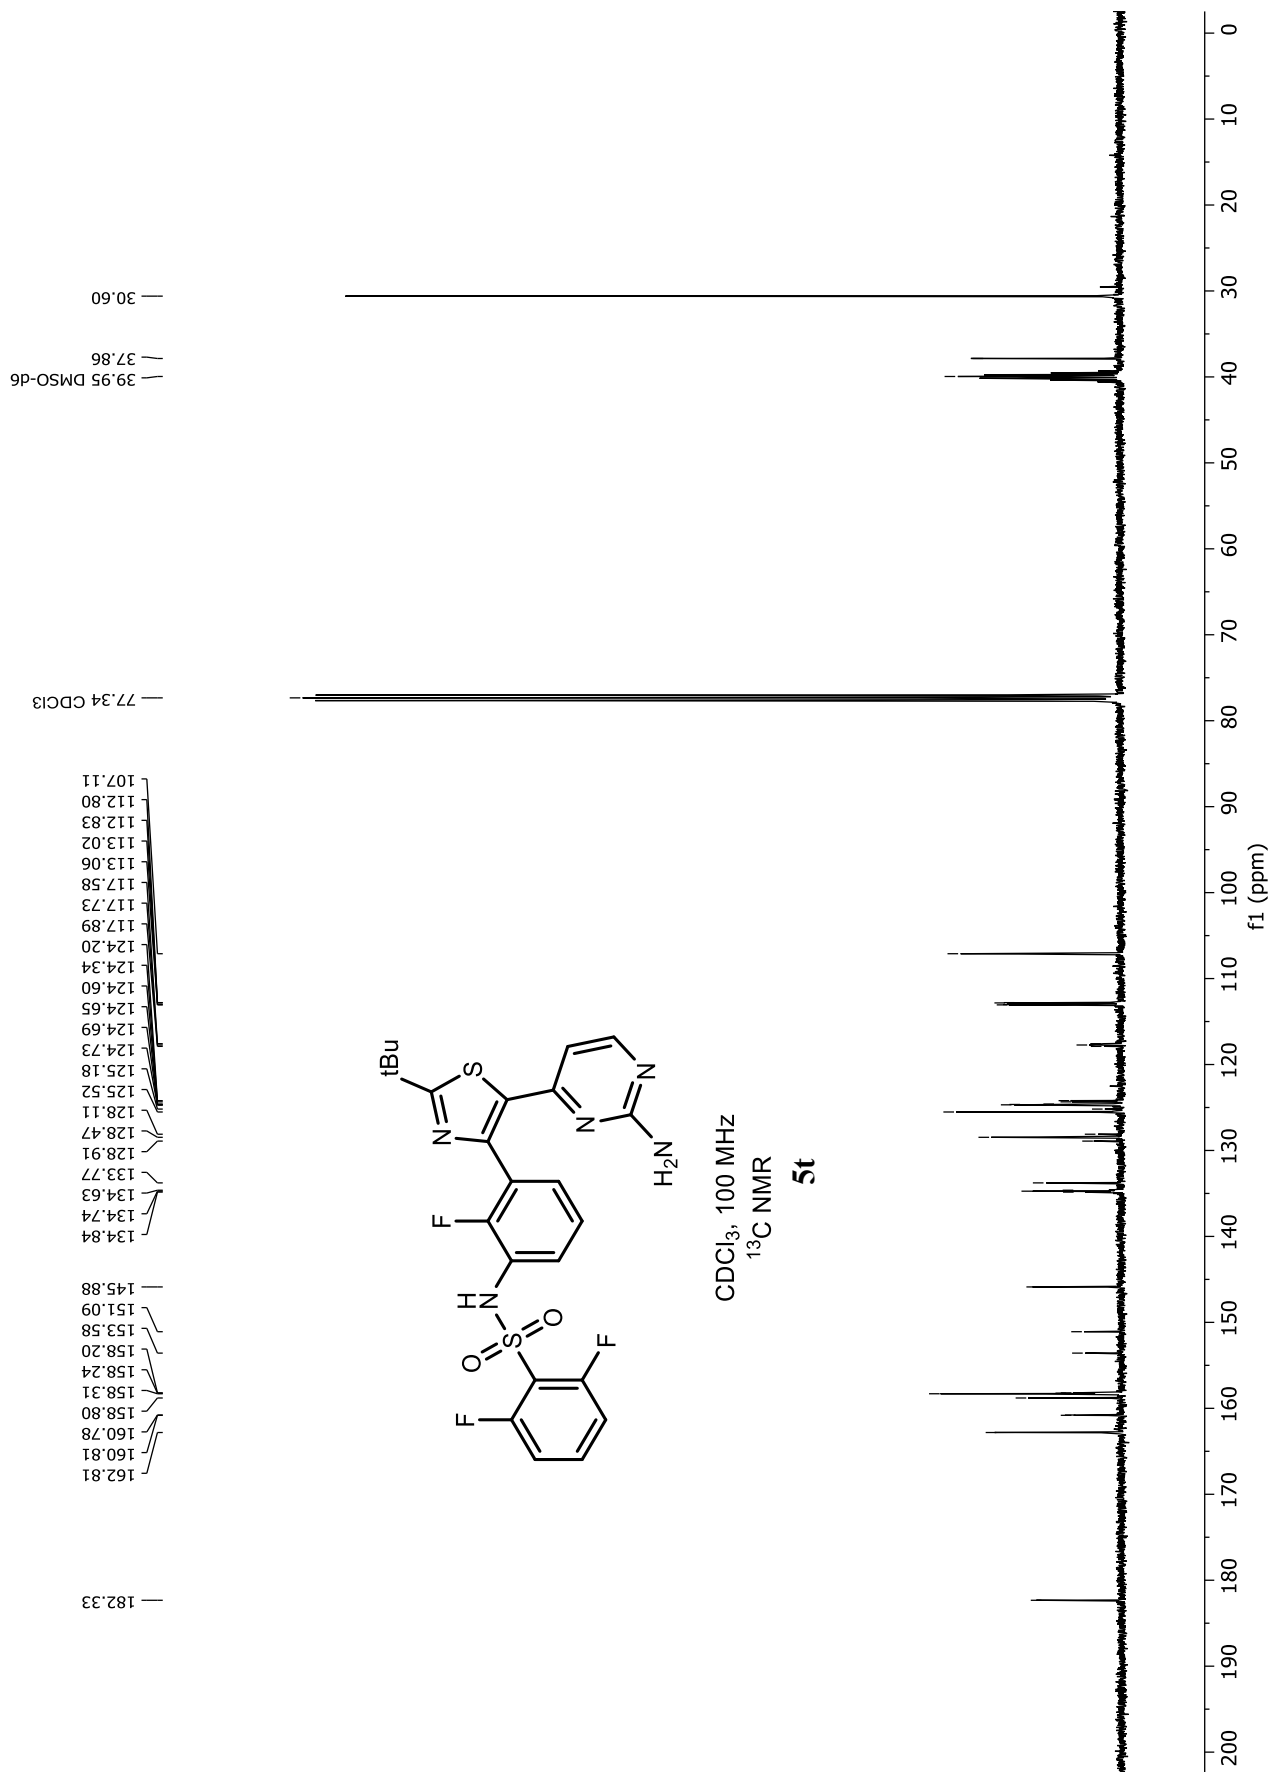 182.33
162.81
160.81
160.78
158.80
158.31
158.24
158.20
153.58
151.09
145.88
134.84
134.74
134.63
133.77
128.91
128.47
128.11
125.52
125.18
124.73
124.69
124.65
124.60
124.34
124.20
117.89
117.73
117.58
113.06
113.02
112.83
112.80
107.11
77.34 CDCl3
39.95 DMSO-d6
37.86
30.60
tBu
N
S
F
H
N
O
S
O
F
F
N
N
H₂N
CDCl₃, 100 MHz
¹³C NMR
5t
200 190 180 170 160 150 140 130 120 110 100 90 80 70 60 50 40 30 20 10 0
f1 (ppm)